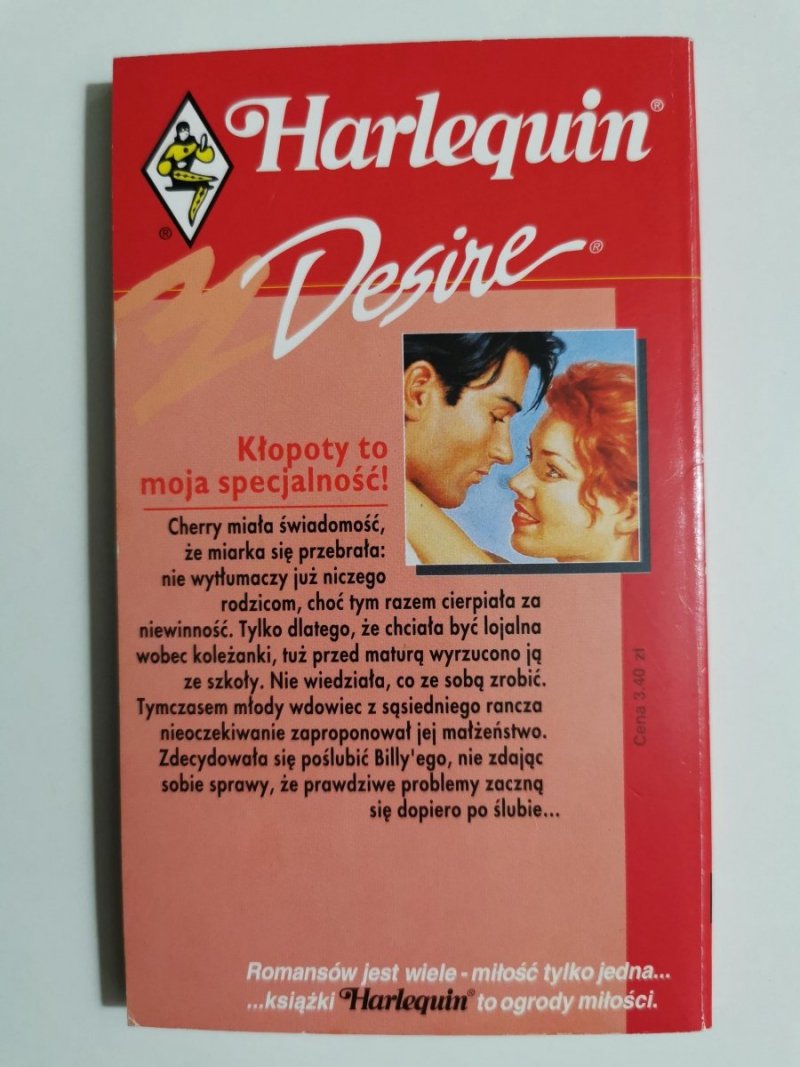 Harlequin®
®
Desire®
Kłopoty to
moja specjalność!
Cherry miała świadomość,
że miarka się przebrała:
nie wytłumaczy już niczego
rodzicom, choć tym razem cierpiała za
niewinność. Tylko dlatego, że chciała być lojalna
wobec koleżanki, tuż przed maturą wyrzucono ją
ze szkoły. Nie wiedziała, co ze sobą zrobić.
Tymczasem młody wdowiec z sąsiedniego rancza
nieoczekiwanie zaproponował jej małżeństwo.
Zdecydowała się poślubić Billy'ego, nie zdając
sobie sprawy, że prawdziwe problemy zaczną
się dopiero po ślubie...
Cena 3.40 zł
Romansów jest wiele - miłość tylko jedna...
...książki Harlequin® to ogrody miłości.